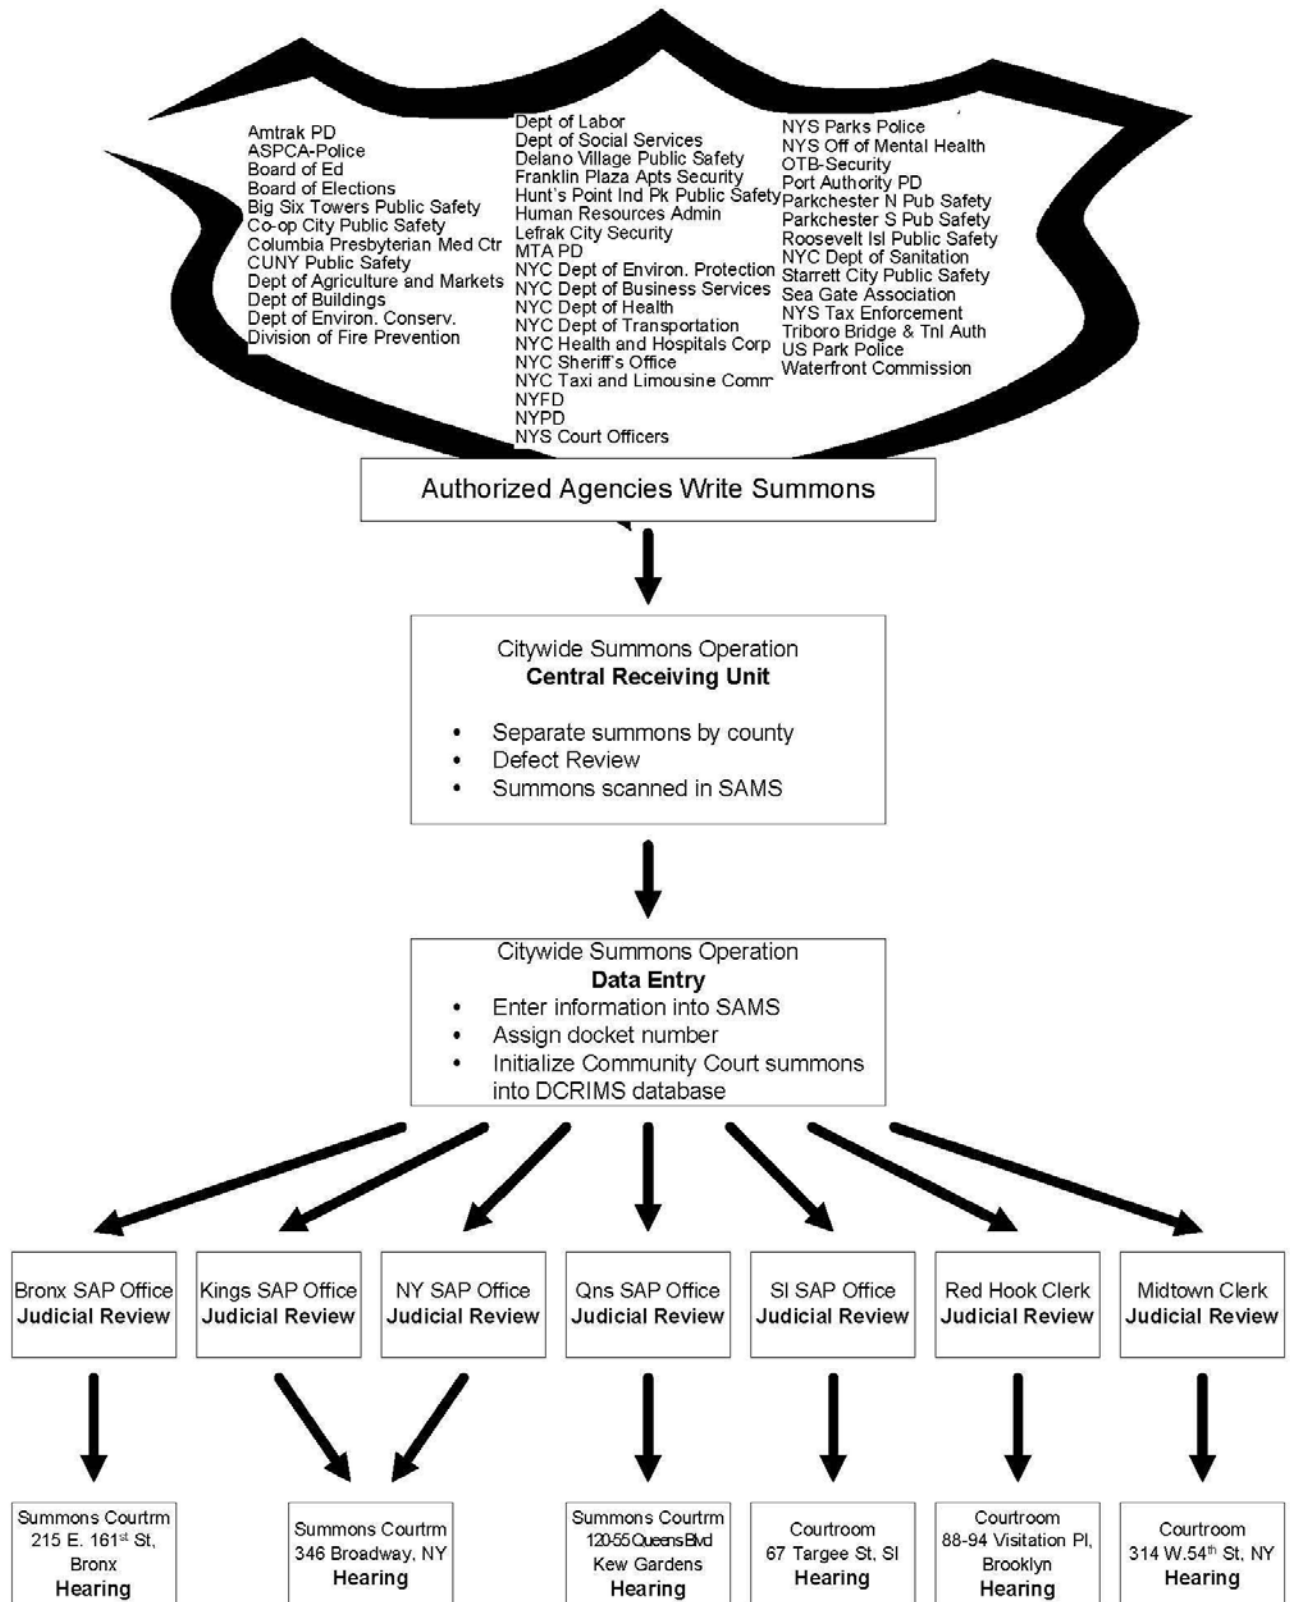 Amtrak PD
ASPCA-Police
Board of Ed
Board of Elections
Big Six Towers Public Safety
Co-op City Public Safety
Columbia Presbyterian Med Ctr
CUNY Public Safety
Dept of Agriculture and Markets
Dept of Buildings
Dept of Environ. Conserv.
Division of Fire Prevention
Dept of Labor
Dept of Social Services
Delano Village Public Safety
Franklin Plaza Apts Security
Hunt's Point Ind Pk Public Safety
Human Resources Admin
Lefrak City Security
MTA PD
NYC Dept of Environ. Protection
NYC Dept of Business Services
NYC Dept of Health
NYC Dept of Transportation
NYC Health and Hospitals Corp
NYC Sheriff's Office
NYC Taxi and Limousine Comm
NYFD
NYPD
NYS Court Officers
NYS Parks Police
NYS Off of Mental Health
OTB-Security
Port Authority PD
Parkchester N Pub Safety
Parkchester S Pub Safety
Roosevelt Isl Public Safety
NYC Dept of Sanitation
Starrett City Public Safety
Sea Gate Association
NYS Tax Enforcement
Triboro Bridge & Tnl Auth
US Park Police
Waterfront Commission
Authorized Agencies Write Summons
Citywide Summons Operation
Central Receiving Unit
• Separate summons by county
• Defect Review
• Summons scanned in SAMS
Citywide Summons Operation
Data Entry
• Enter information into SAMS
• Assign docket number
• Initialize Community Court summons
into DCRIMS database
Bronx SAP Office
Judicial Review
Kings SAP Office
Judicial Review
NY SAP Office
Judicial Review
Qns SAP Office
Judicial Review
SI SAP Office
Judicial Review
Red Hook Clerk
Judicial Review
Midtown Clerk
Judicial Review
Summons Courtrm
215 E. 161st St,
Bronx
Hearing
Summons Courtrm
346 Broadway, NY
Hearing
Summons Courtrm
120-55 Queens Blvd
Kew Gardens
Hearing
Courtroom
67 Targee St, SI
Hearing
Courtroom
88-94 Visitation Pl,
Brooklyn
Hearing
Courtroom
314 W.54th St, NY
Hearing